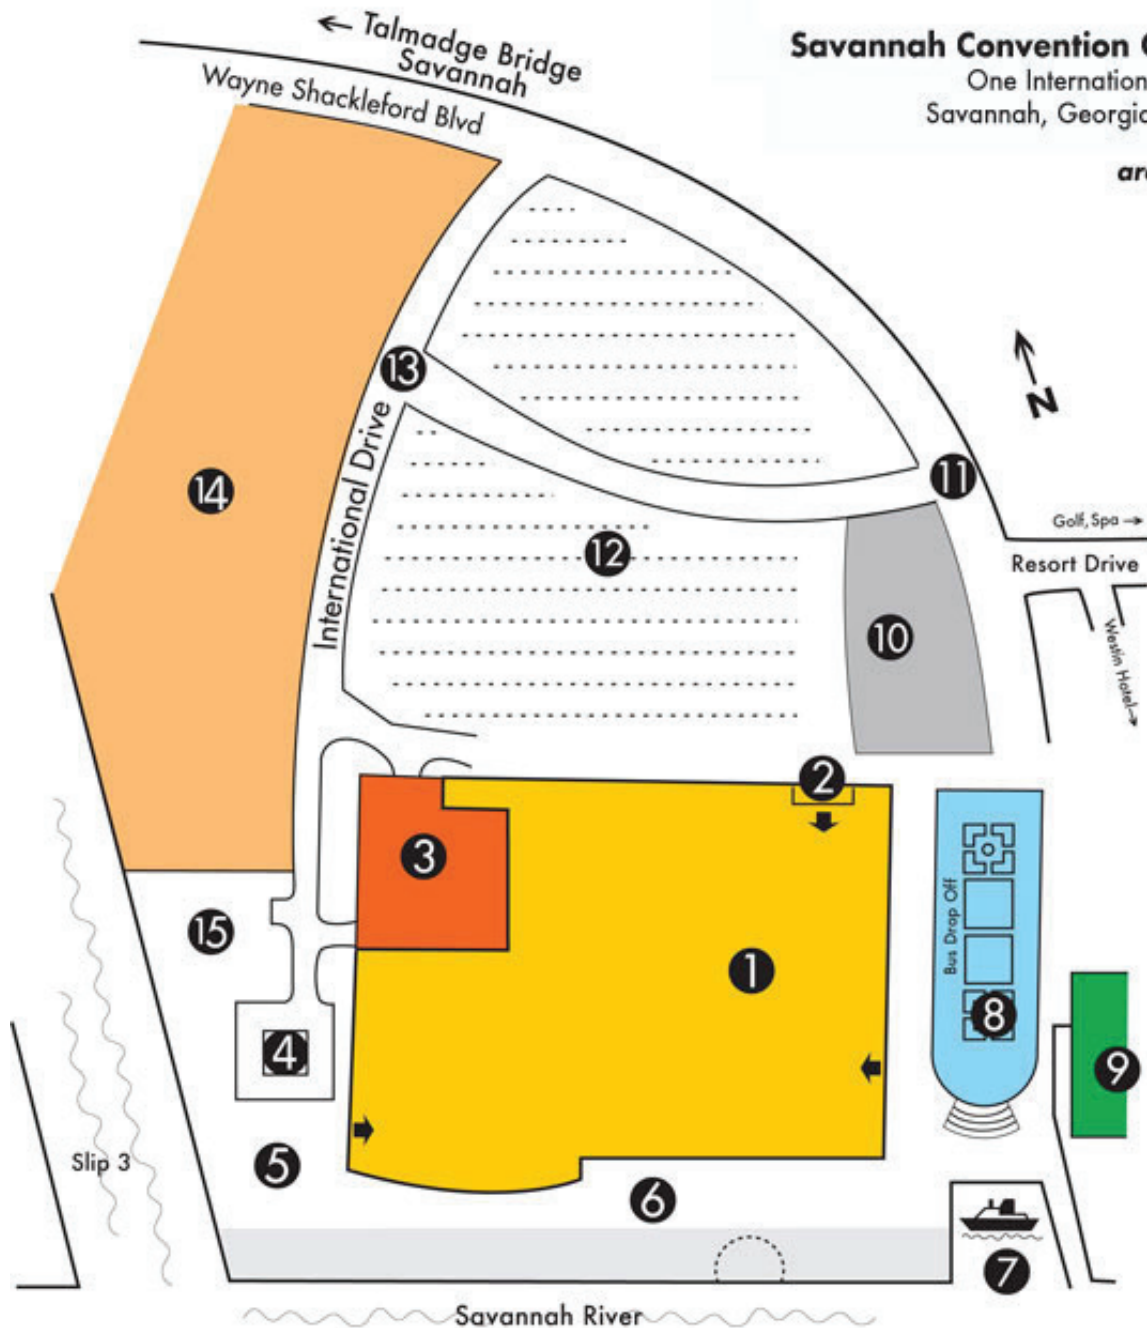 ← Talmadge Bridge
Savannah
Savannah Convention
One Internation
Savannah, Georgia
Wayne Shackleford Blvd
N
13
11
International Drive
14
12
Golf, Spa →
Resort Drive
10
Westin Hotel →
2
3
15
1
Bus Drop Off
8
4
9
5
Slip 3
6
7
Savannah River